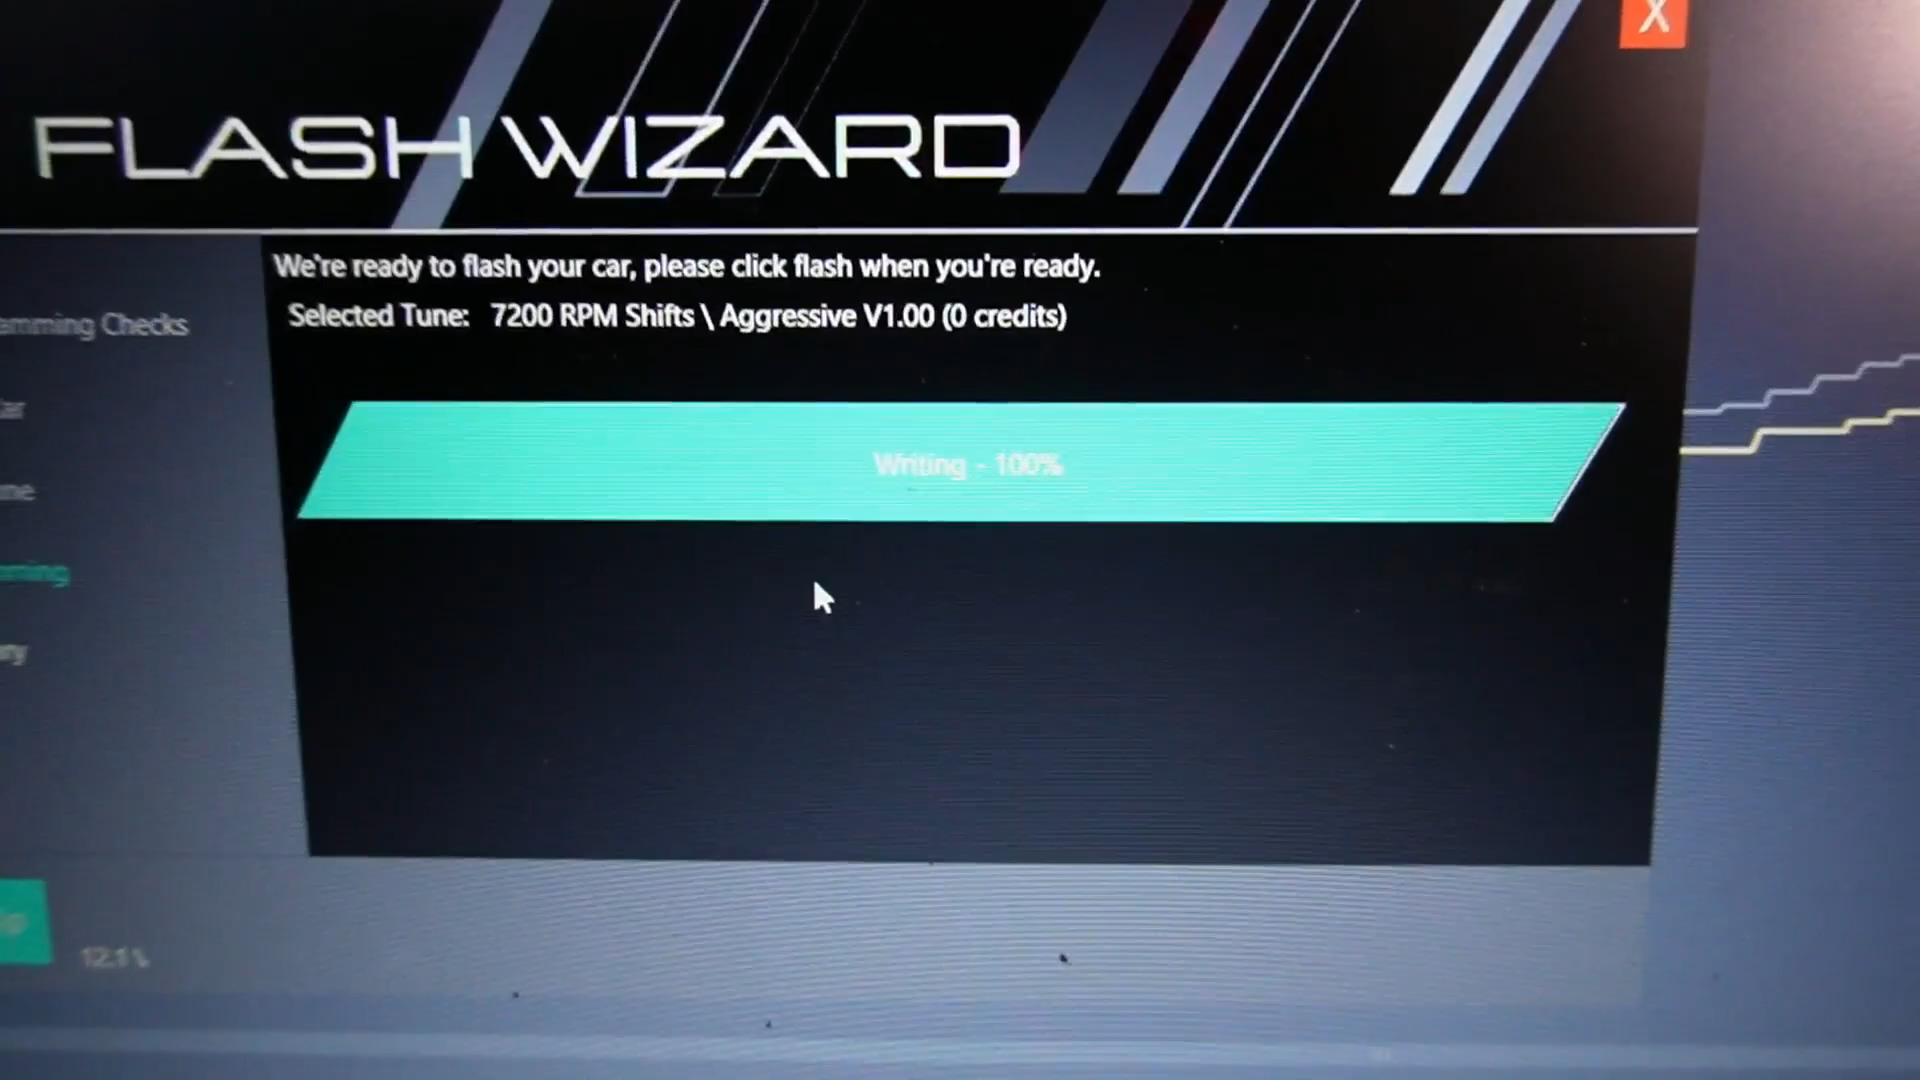 X
FLASH WIZARD
We're ready to flash your car, please click flash when you're ready.
Selected Tune: 7200 RPM Shifts \ Aggressive V1.00 (0 credits)
Checks
Writing - 100%